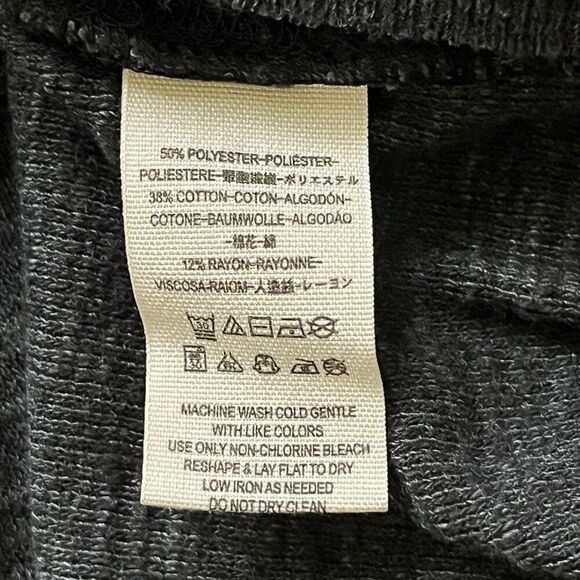 50% POLYESTER-POLIÉSTER-
POLIESTERE-聚酯纖維-ポリエステル
38% COTTON-COTON-ALGODÓN-
COTONE-BAUMWOLLE-ALGODÃO
-棉花-綿
12% RAYON-RAYONNE-
VISCOSA-RAIOM-人造絲-レーヨン
30
MACHINE WASH COLD GENTLE
WITH LIKE COLORS
USE ONLY NON-CHLORINE BLEACH
RESHAPE & LAY FLAT TO DRY
LOW IRON AS NEEDED
DO NOT DRY CLEAN